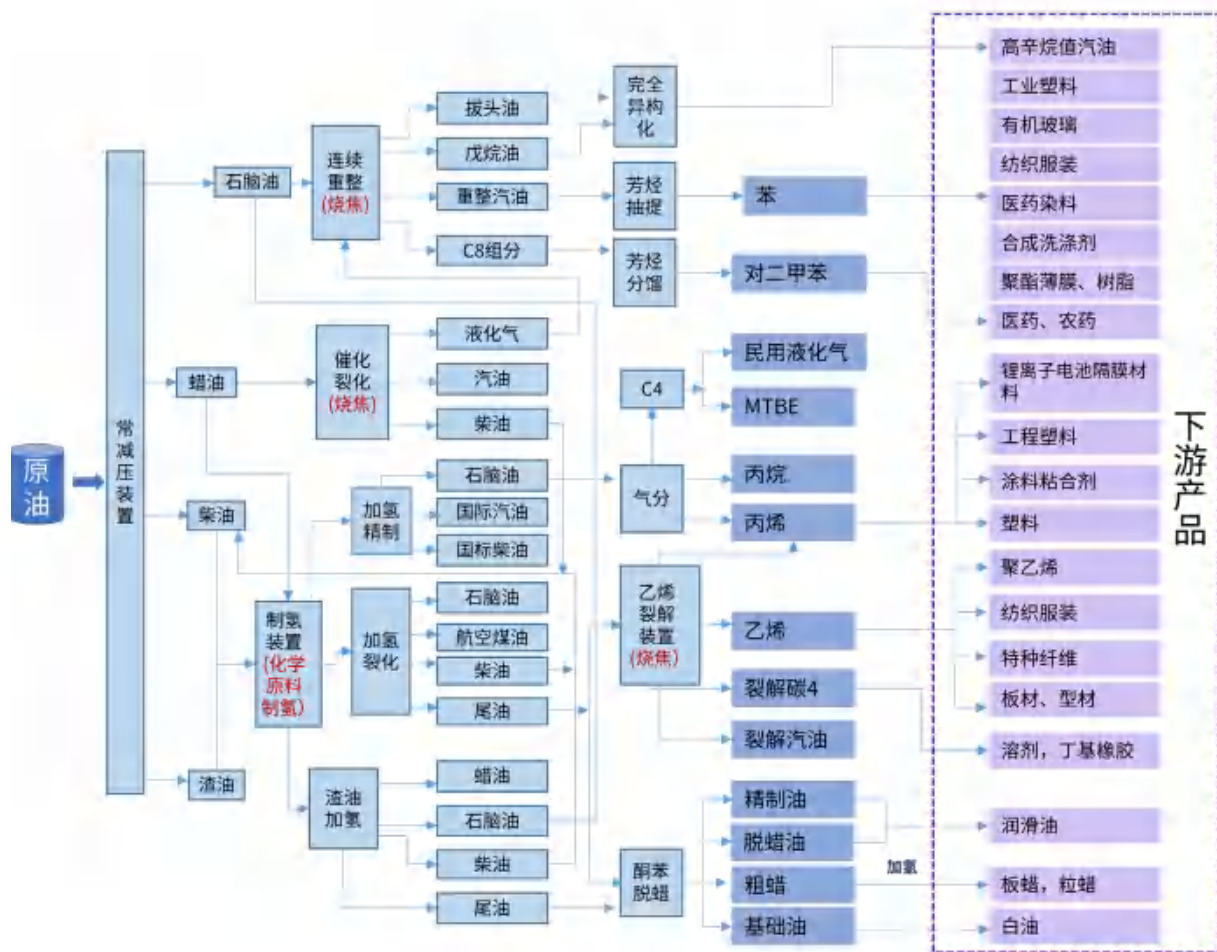 原
油
常
减
压
装
置
石脑油
蜡油
柴油
渣油
连续
重整
(烧焦)
催化
裂化
(烧焦)
加氢
精制
制氢
装置
(化学
原料
制氢)
加氢
裂化
渣油
加氢
拔头油
戊烷油
重整汽油
C8组分
液化气
汽油
柴油
石脑油
国际汽油
国标柴油
石脑油
航空煤油
柴油
尾油
蜡油
石脑油
柴油
尾油
完全
异构
化
芳烃
抽提
芳烃
分馏
C4
气分
乙烯
裂解
装置
(烧焦)
酮苯
脱蜡
苯
对二甲苯
民用液化气
MTBE
丙烷
丙烯
乙烯
裂解碳4
裂解汽油
精制油
脱蜡油
粗蜡
基础油
加氢
高辛烷值汽油
工业塑料
有机玻璃
纺织服装
医药染料
合成洗涤剂
聚酯薄膜、树脂
医药、农药
锂离子电池隔膜材
料
工程塑料
涂料粘合剂
塑料
聚乙烯
纺织服装
特种纤维
板材、型材
溶剂，丁基橡胶
润滑油
板蜡，粒蜡
白油
下
游
产
品